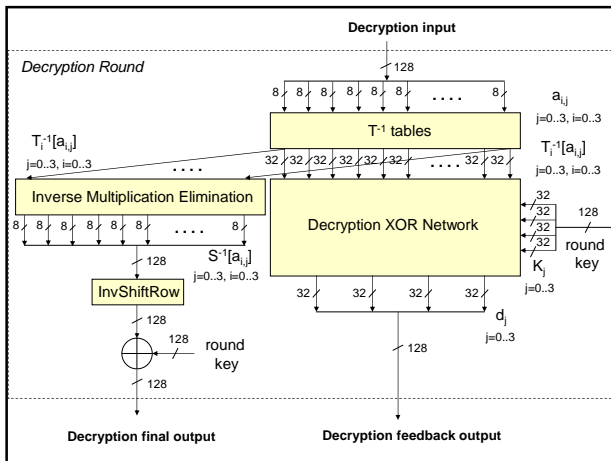 Decryption input
Decryption Round
128
8 8 8 8 8 8 8 8
. . . .
a i,j
j=0..3, i=0..3
T⁻¹ tables
Ti⁻¹[ai,j]
j=0..3, i=0..3
Ti⁻¹[ai,j]
j=0..3, i=0..3
. . . .
32 32 32 32 32 32 . . . . 32 32
Inverse Multiplication Elimination
Decryption XOR Network
32
32
32
32
128
round
key
Kj
j=0..3
8 8 8 8 8 8 8 . . . . 8
S⁻¹[ai,j]
j=0..3, i=0..3
128
InvShiftRow
32 32 32 32
dj
j=0..3
128
128
round
key
128
128
Decryption final output
Decryption feedback output